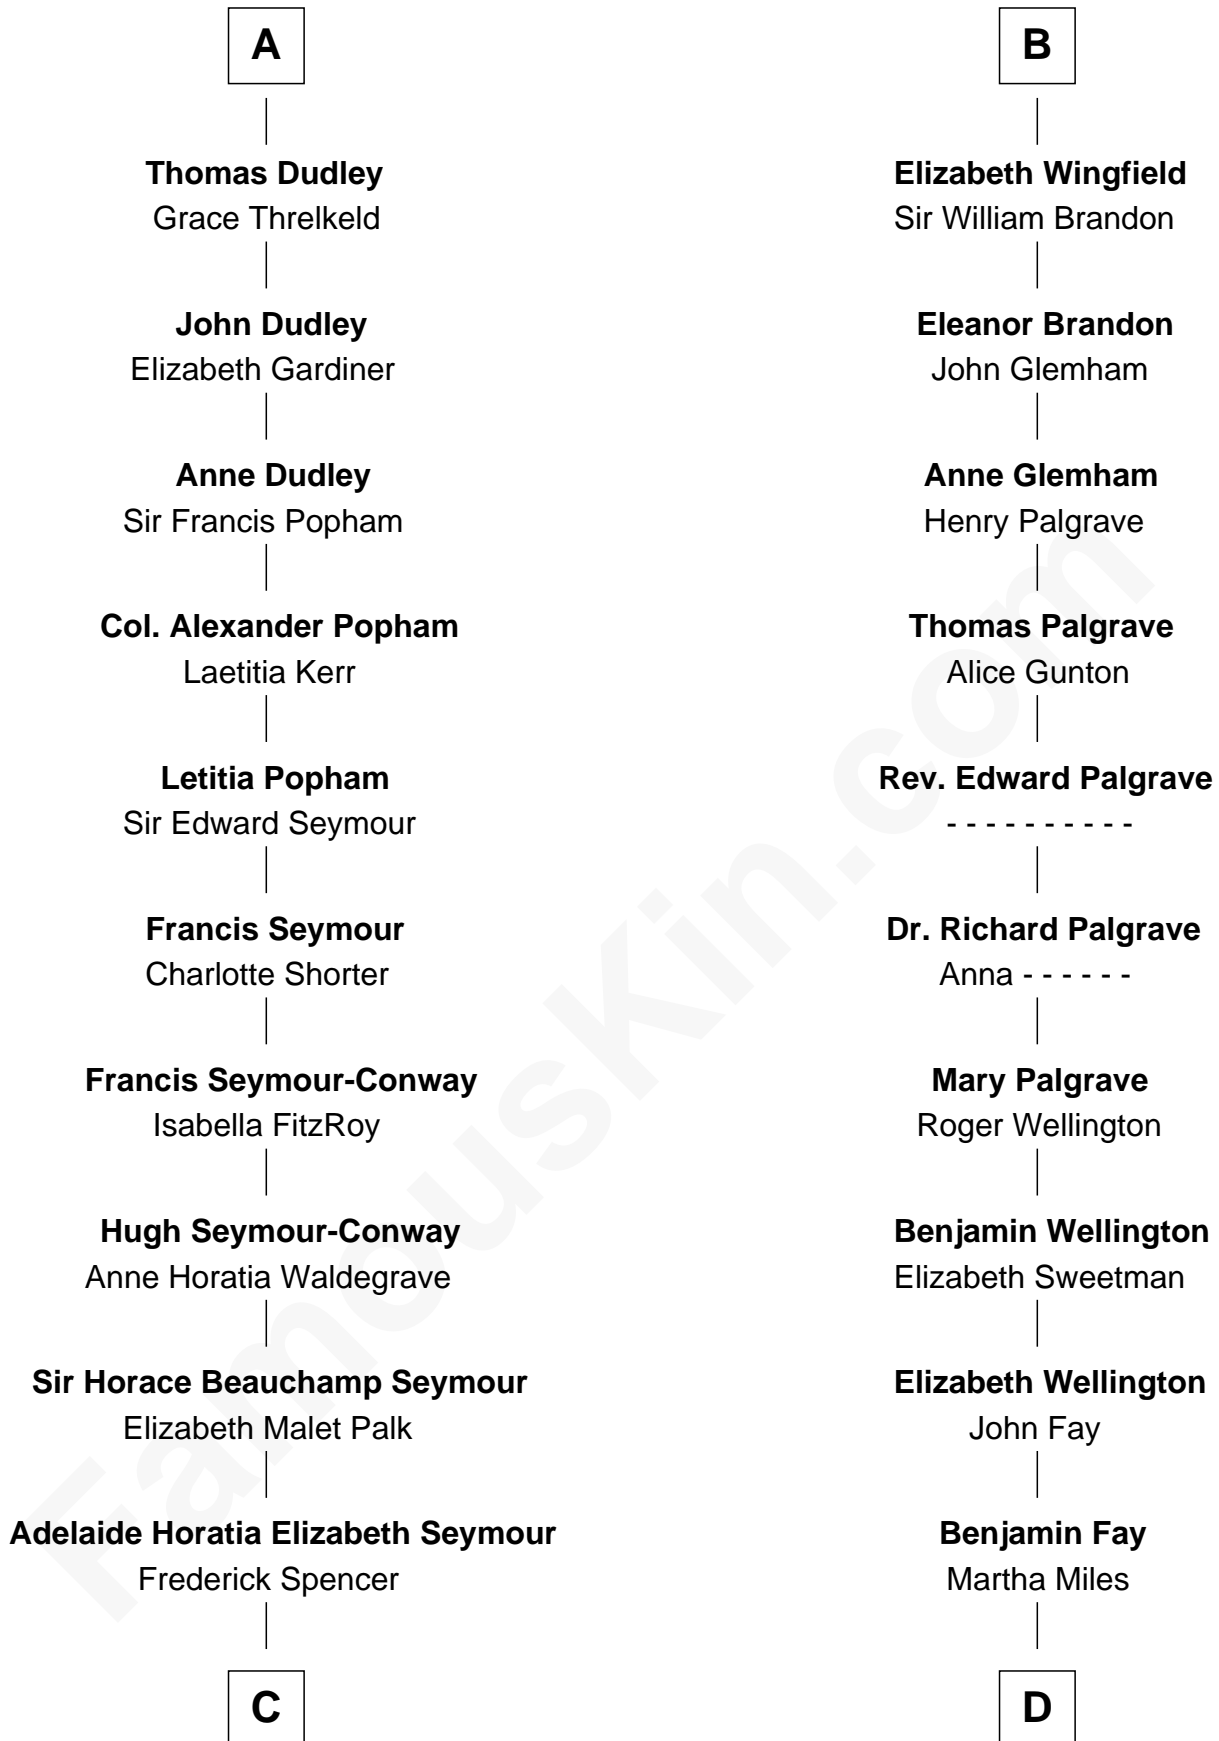 A
Thomas Dudley
Grace Threlkeld
John Dudley
Elizabeth Gardiner
Anne Dudley
Sir Francis Popham
Col. Alexander Popham
Laetitia Kerr
Letitia Popham
Sir Edward Seymour
Francis Seymour
Charlotte Shorter
Francis Seymour-Conway
Isabella FitzRoy
Hugh Seymour-Conway
Anne Horatia Waldegrave
Sir Horace Beauchamp Seymour
Elizabeth Malet Palk
Adelaide Horatia Elizabeth Seymour
Frederick Spencer
C
B
Elizabeth Wingfield
Sir William Brandon
Eleanor Brandon
John Glemham
Anne Glemham
Henry Palgrave
Thomas Palgrave
Alice Gunton
Rev. Edward Palgrave
- - - - - - - - - -
Dr. Richard Palgrave
Anna - - - - - -
Mary Palgrave
Roger Wellington
Benjamin Wellington
Elizabeth Sweetman
Elizabeth Wellington
John Fay
Benjamin Fay
Martha Miles
D
FamousKin.com